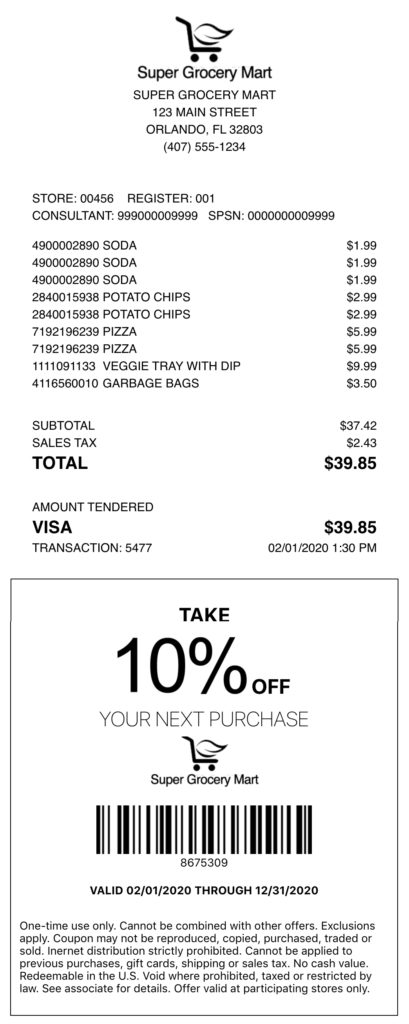 Super Grocery Mart
SUPER GROCERY MART
123 MAIN STREET
ORLANDO, FL 32803
(407) 555-1234
STORE: 00456 REGISTER: 001
CONSULTANT: 999000009999 SPSN: 0000000009999
4900002890 SODA $1.99
4900002890 SODA $1.99
4900002890 SODA $1.99
2840015938 POTATO CHIPS $2.99
2840015938 POTATO CHIPS $2.99
7192196239 PIZZA $5.99
7192196239 PIZZA $5.99
1111091133 VEGGIE TRAY WITH DIP $9.99
4116560010 GARBAGE BAGS $3.50
SUBTOTAL $37.42
SALES TAX $2.43
TOTAL $39.85
AMOUNT TENDERED
VISA $39.85
TRANSACTION: 5477 02/01/2020 1:30 PM
TAKE
10% OFF
YOUR NEXT PURCHASE
Super Grocery Mart
8675309
VALID 02/01/2020 THROUGH 12/31/2020
One-time use only. Cannot be combined with other offers. Exclusions
apply. Coupon may not be reproduced, copied, purchased, traded or
sold. Inernet distribution strictly prohibited. Cannot be applied to
previous purchases, gift cards, shipping or sales tax. No cash value.
Redeemable in the U.S. Void where prohibited, taxed or restricted by
law. See associate for details. Offer valid at participating stores only.